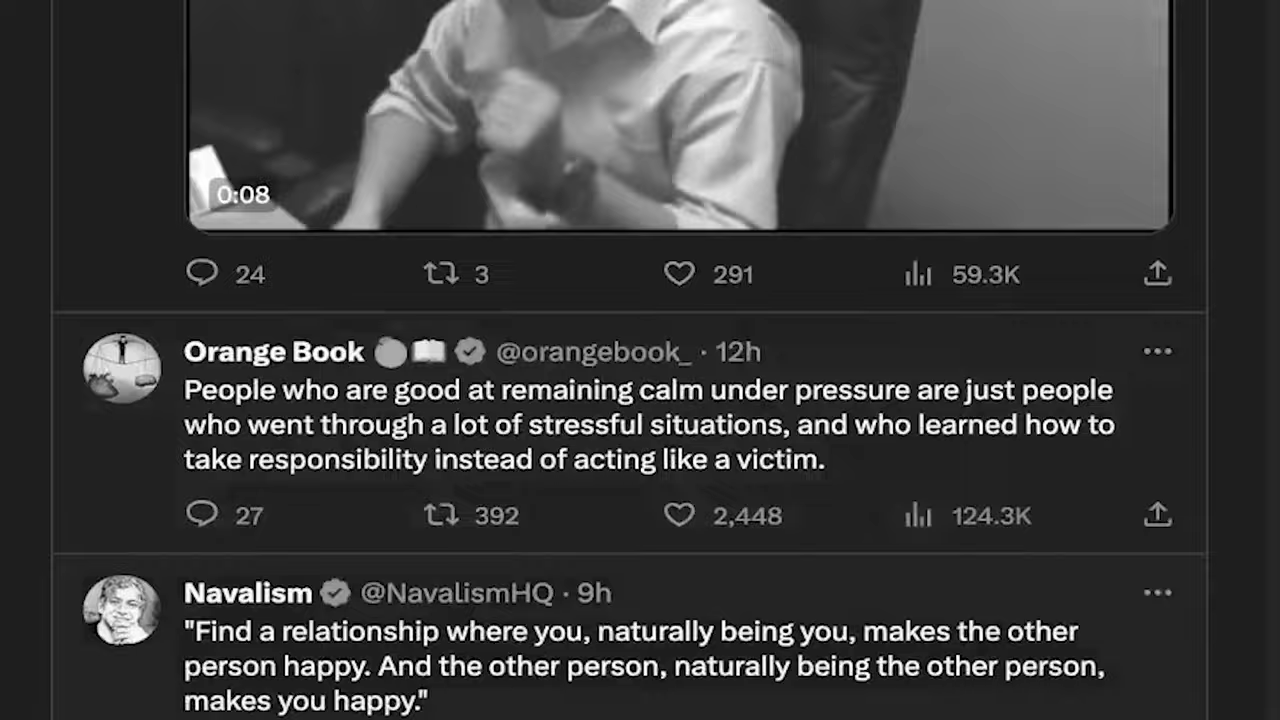 0:08
24 3 291 59.3K
Orange Book @orangebook_ · 12h
People who are good at remaining calm under pressure are just people
who went through a lot of stressful situations, and who learned how to
take responsibility instead of acting like a victim.
27 392 2,448 124.3K
Navalism @NavalismHQ · 9h
"Find a relationship where you, naturally being you, makes the other
person happy. And the other person, naturally being the other person,
makes you happy."